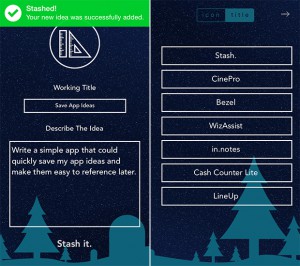 Stashed!
Your new idea was successfully added.
Working Title
Save App Ideas
Describe The Idea
Write a simple app that could
quickly save my app ideas and
make them easy to reference later.
Stash it.
icon title
Stash.
CinePro
Bezel
WizAssist
in.notes
Cash Counter Lite
LineUp